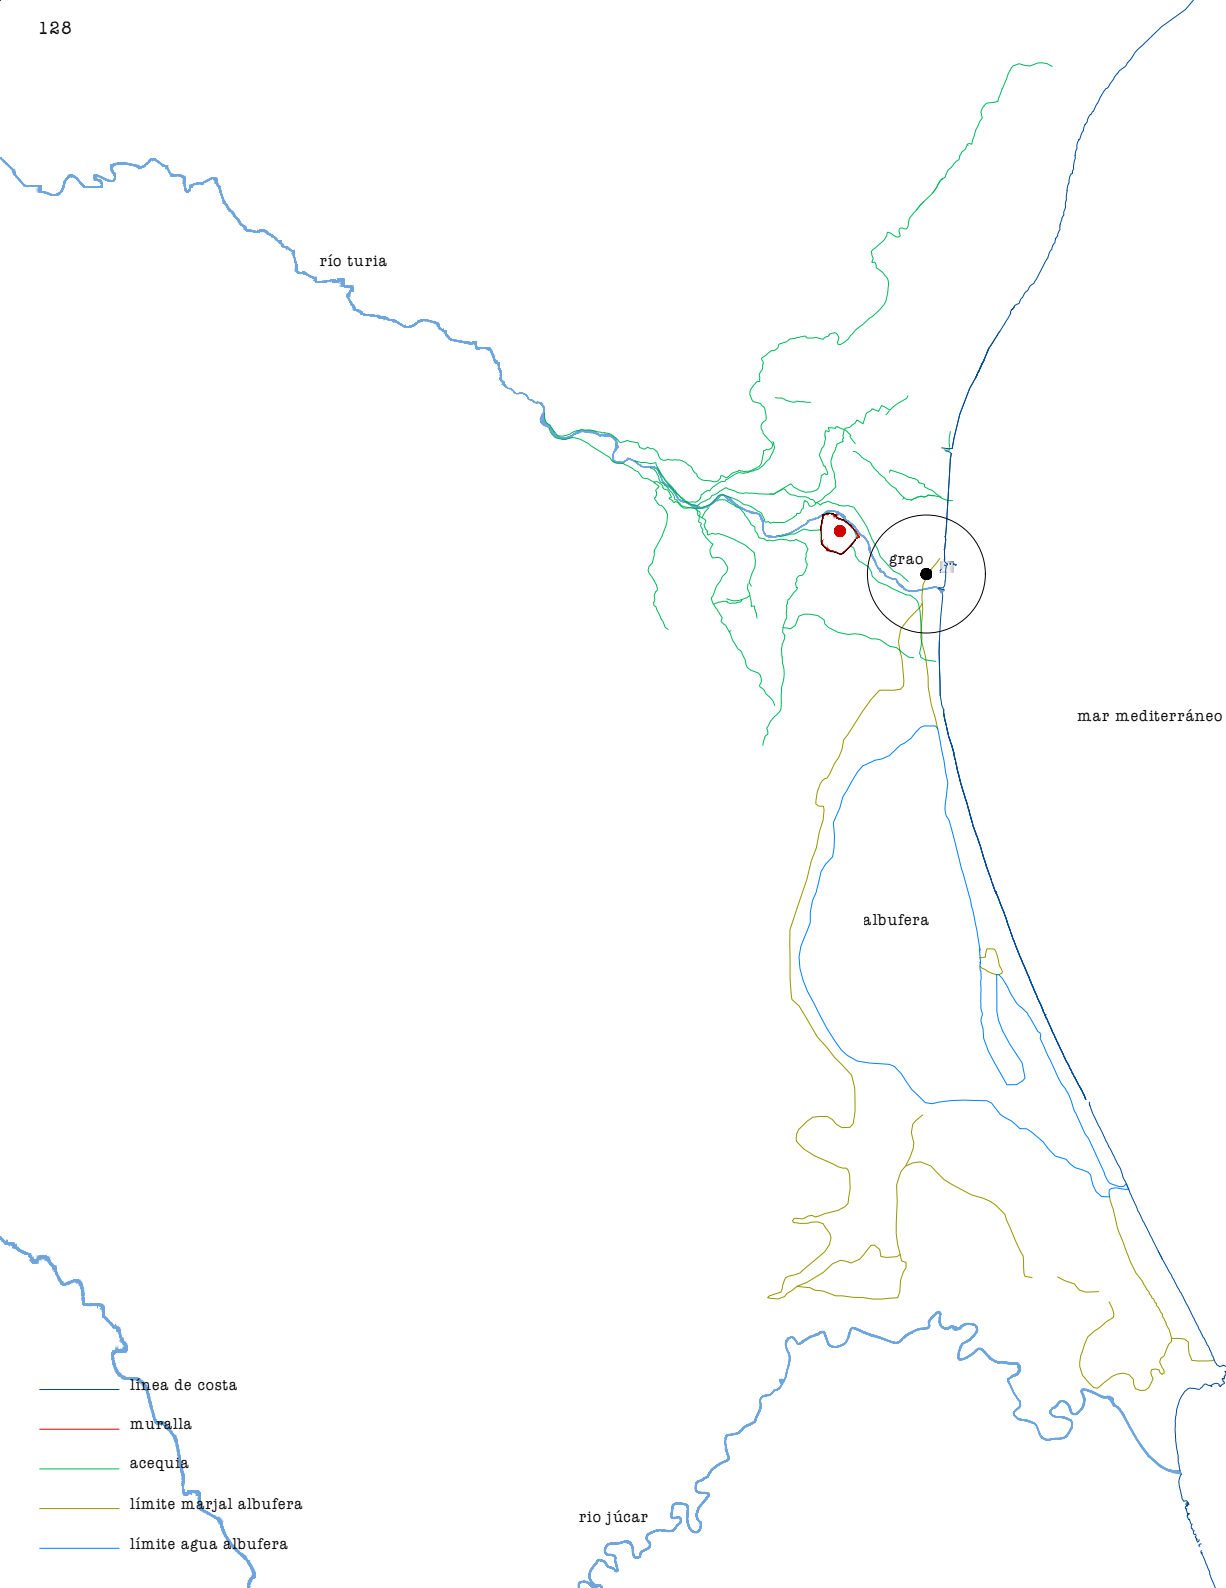 128
río turia
grao
mar mediterráneo
albufera
línea de costa
muralla
acequia
límite marjal albufera
rio júcar
límite agua albufera